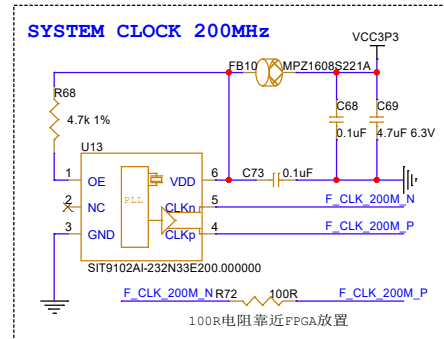 SYSTEM CLOCK 200MHz
VCC3P3
FB10 MPZ1608S221A
R68
4.7k 1%
C68
0.1uF
C69
4.7uF 6.3V
U13
C73 0.1uF
1 OE VDD 6
PLL
2 NC CLKn 5 F_CLK_200M_N
3 GND CLKp 4 F_CLK_200M_P
SIT9102AI-232N33E200.000000
F_CLK_200M_N R72 100R F_CLK_200M_P
100R电阻靠近FPGA放置